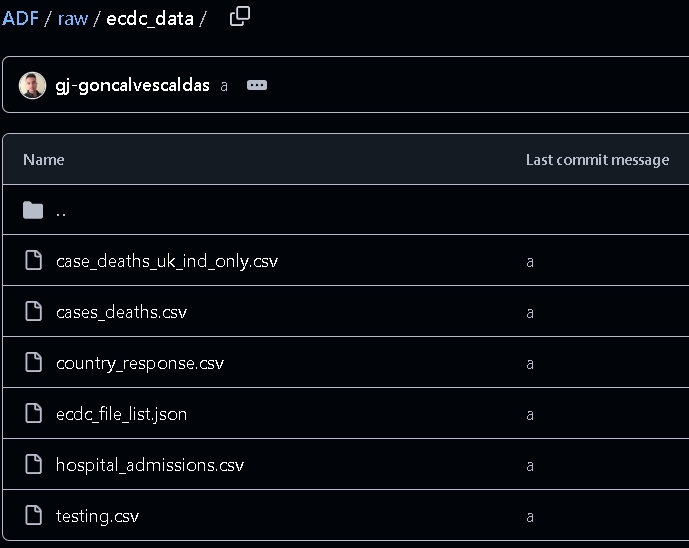 ADF / raw / ecdc_data /
gj-goncalvescaldas a
Name Last commit message
..
case_deaths_uk_ind_only.csv a
cases_deaths.csv a
country_response.csv a
ecdc_file_list.json a
hospital_admissions.csv a
testing.csv a